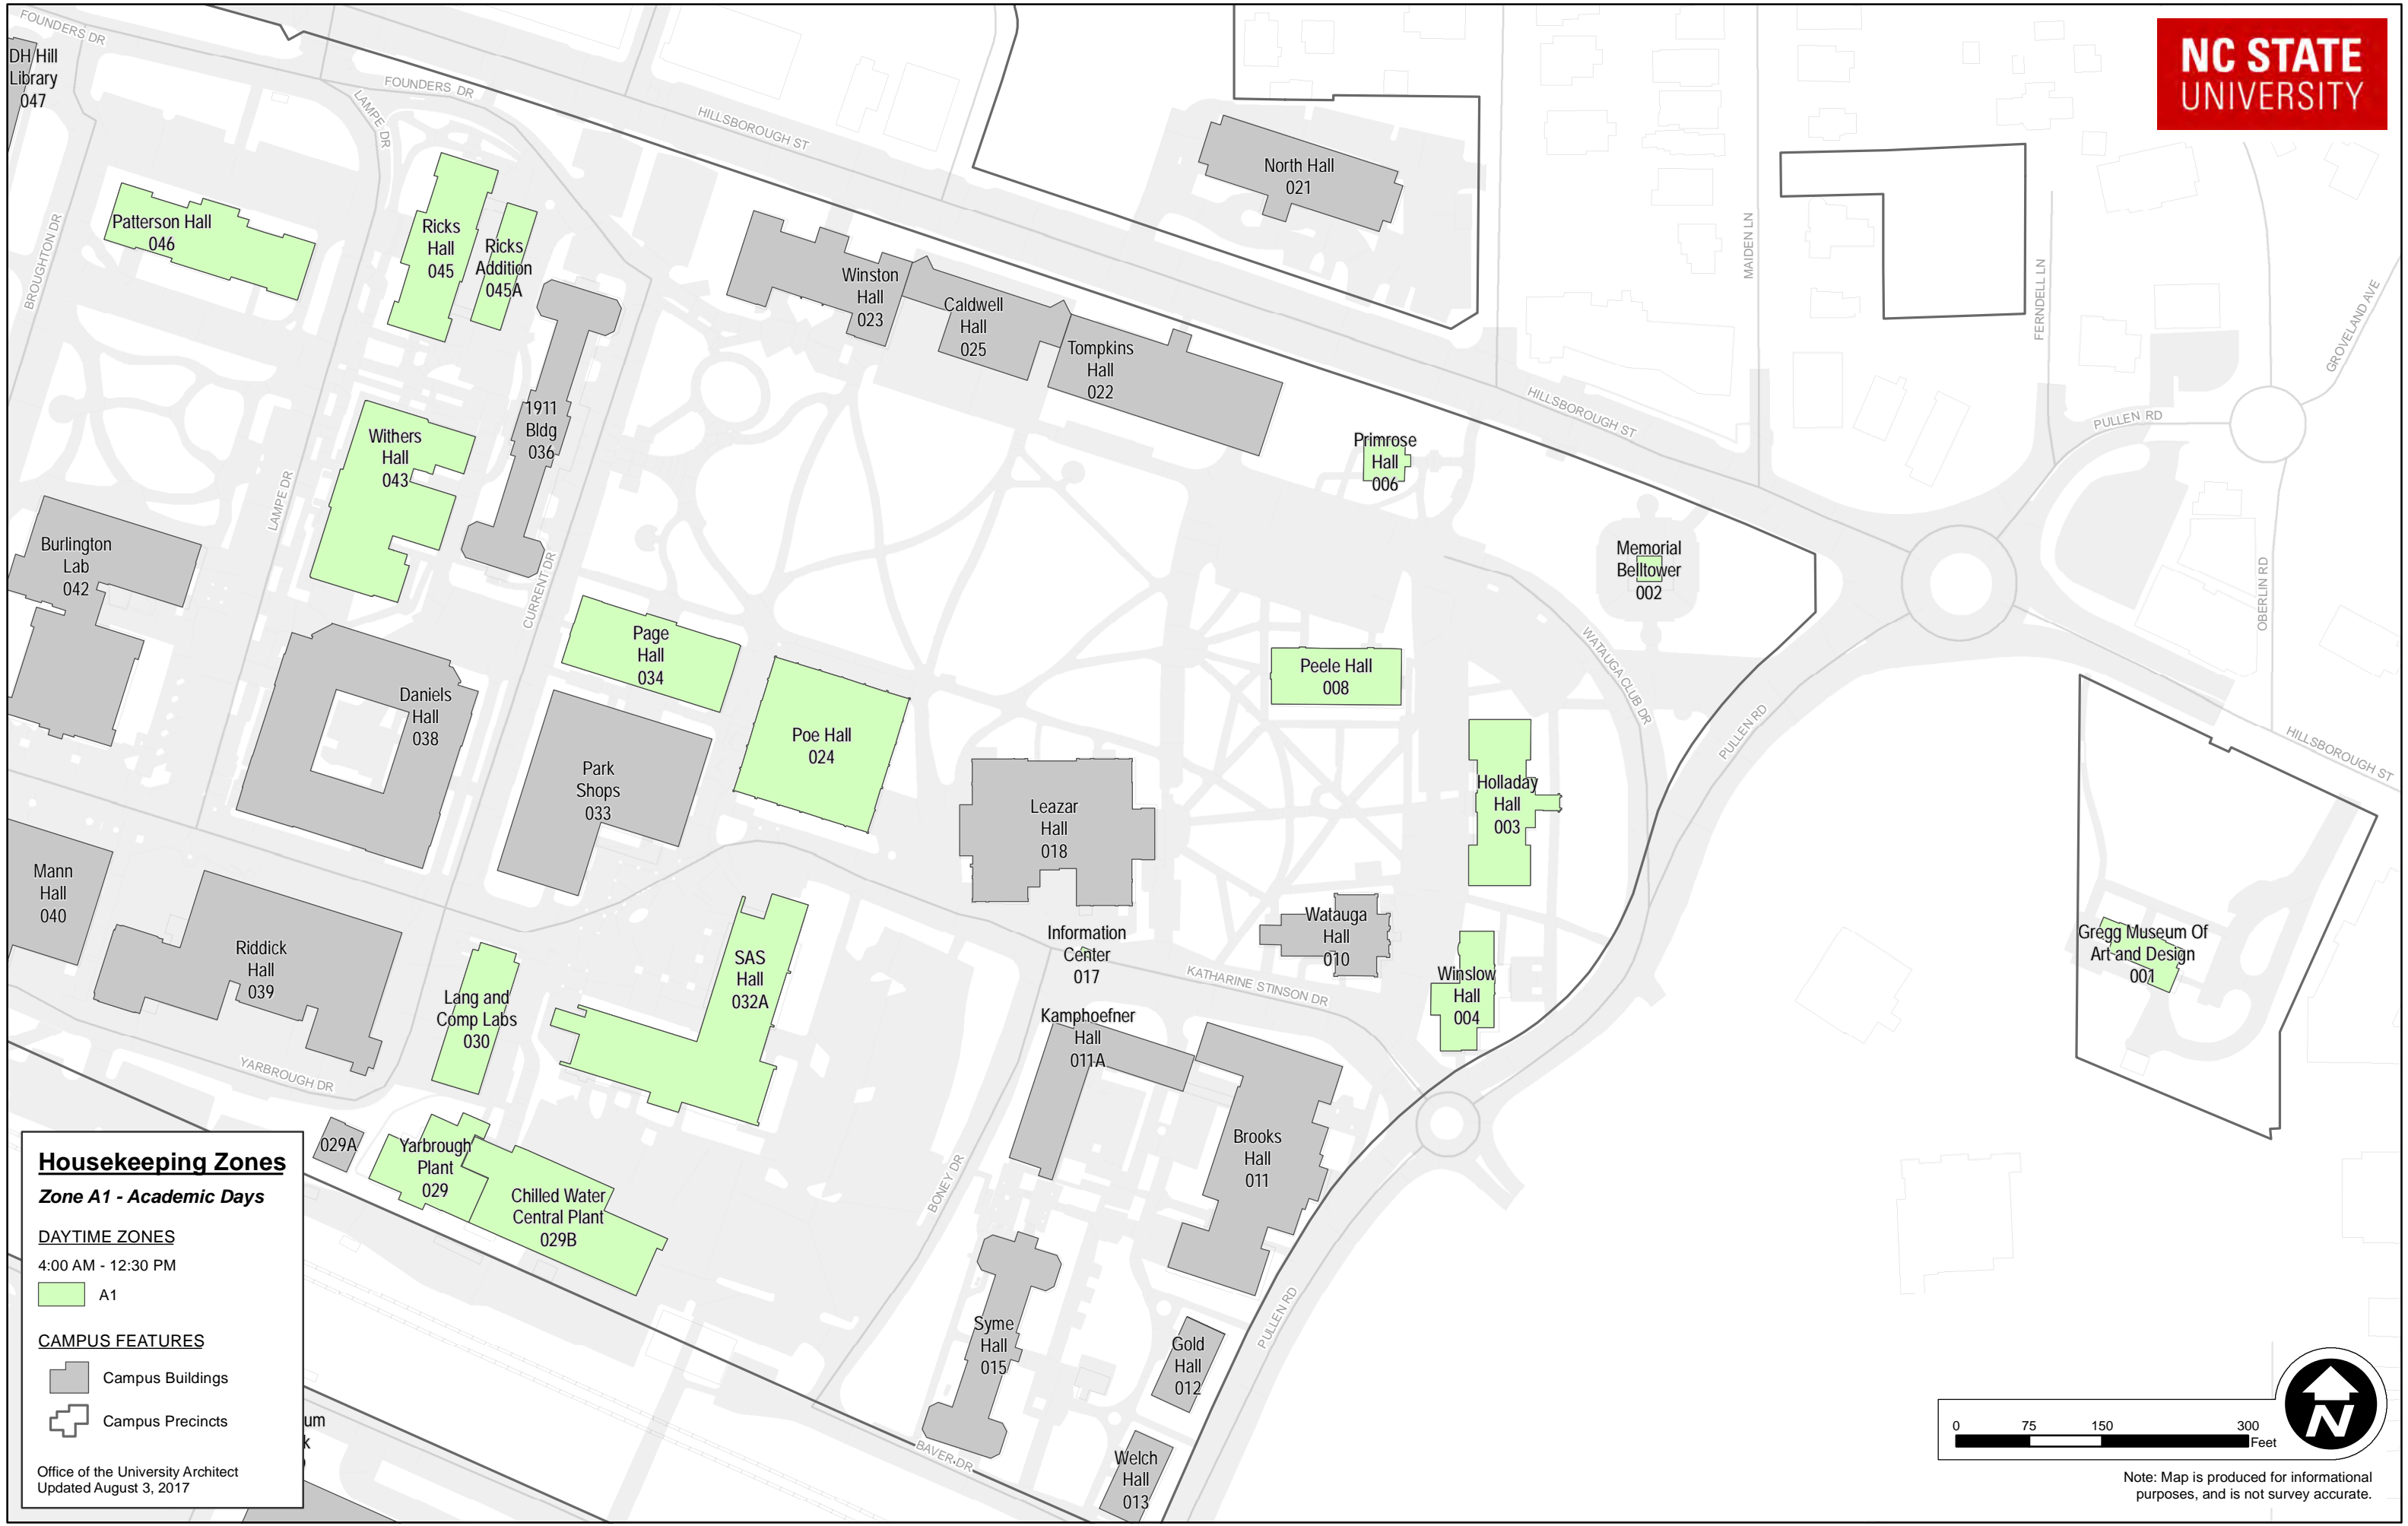 FOUNDERS DR
DH Hill
Library
047
LAMPE DR
FOUNDERS DR
HILLSBOROUGH ST
NC STATE
UNIVERSITY
North Hall
021
Patterson Hall
046
Ricks
Hall
045
Ricks
Addition
045A
BROUGHTON DR
Winston
Hall
023
Caldwell
Hall
025
Tompkins
Hall
022
MAIDEN LN
FERNDELL LN
GROVELAND AVE
HILLSBOROUGH ST
PULLEN RD
1911
Bldg
036
Withers
Hall
043
LAMPE DR
Primrose
Hall
006
Burlington
Lab
042
CURRENT DR
Memorial
Belltower
002
OBERLIN RD
Page
Hall
034
Peele Hall
008
WATAUGA CLUB DR
PULLEN RD
HILLSBOROUGH ST
Daniels
Hall
038
Poe Hall
024
Park
Shops
033
Leazar
Hall
018
Holladay
Hall
003
Mann
Hall
040
Riddick
Hall
039
SAS
Hall
032A
Information
Center
017
Watauga
Hall
010
Gregg Museum Of
Art and Design
001
KATHARINE STINSON DR
Winslow
Hall
004
Lang and
Comp Labs
030
Kamphoefner
Hall
011A
YARBROUGH DR
029A
Yarbrough
Plant
029
Brooks
Hall
011
BONEY DR
Chilled Water
Central Plant
029B
Syme
Hall
015
PULLEN RD
Gold
Hall
012
BAVER DR
Welch
Hall
013
Housekeeping Zones
Zone A1 - Academic Days
DAYTIME ZONES
4:00 AM - 12:30 PM
A1
CAMPUS FEATURES
Campus Buildings
Campus Precincts
Office of the University Architect
Updated August 3, 2017
um
k
0 75 150 300
Feet
N
Note: Map is produced for informational
purposes, and is not survey accurate.